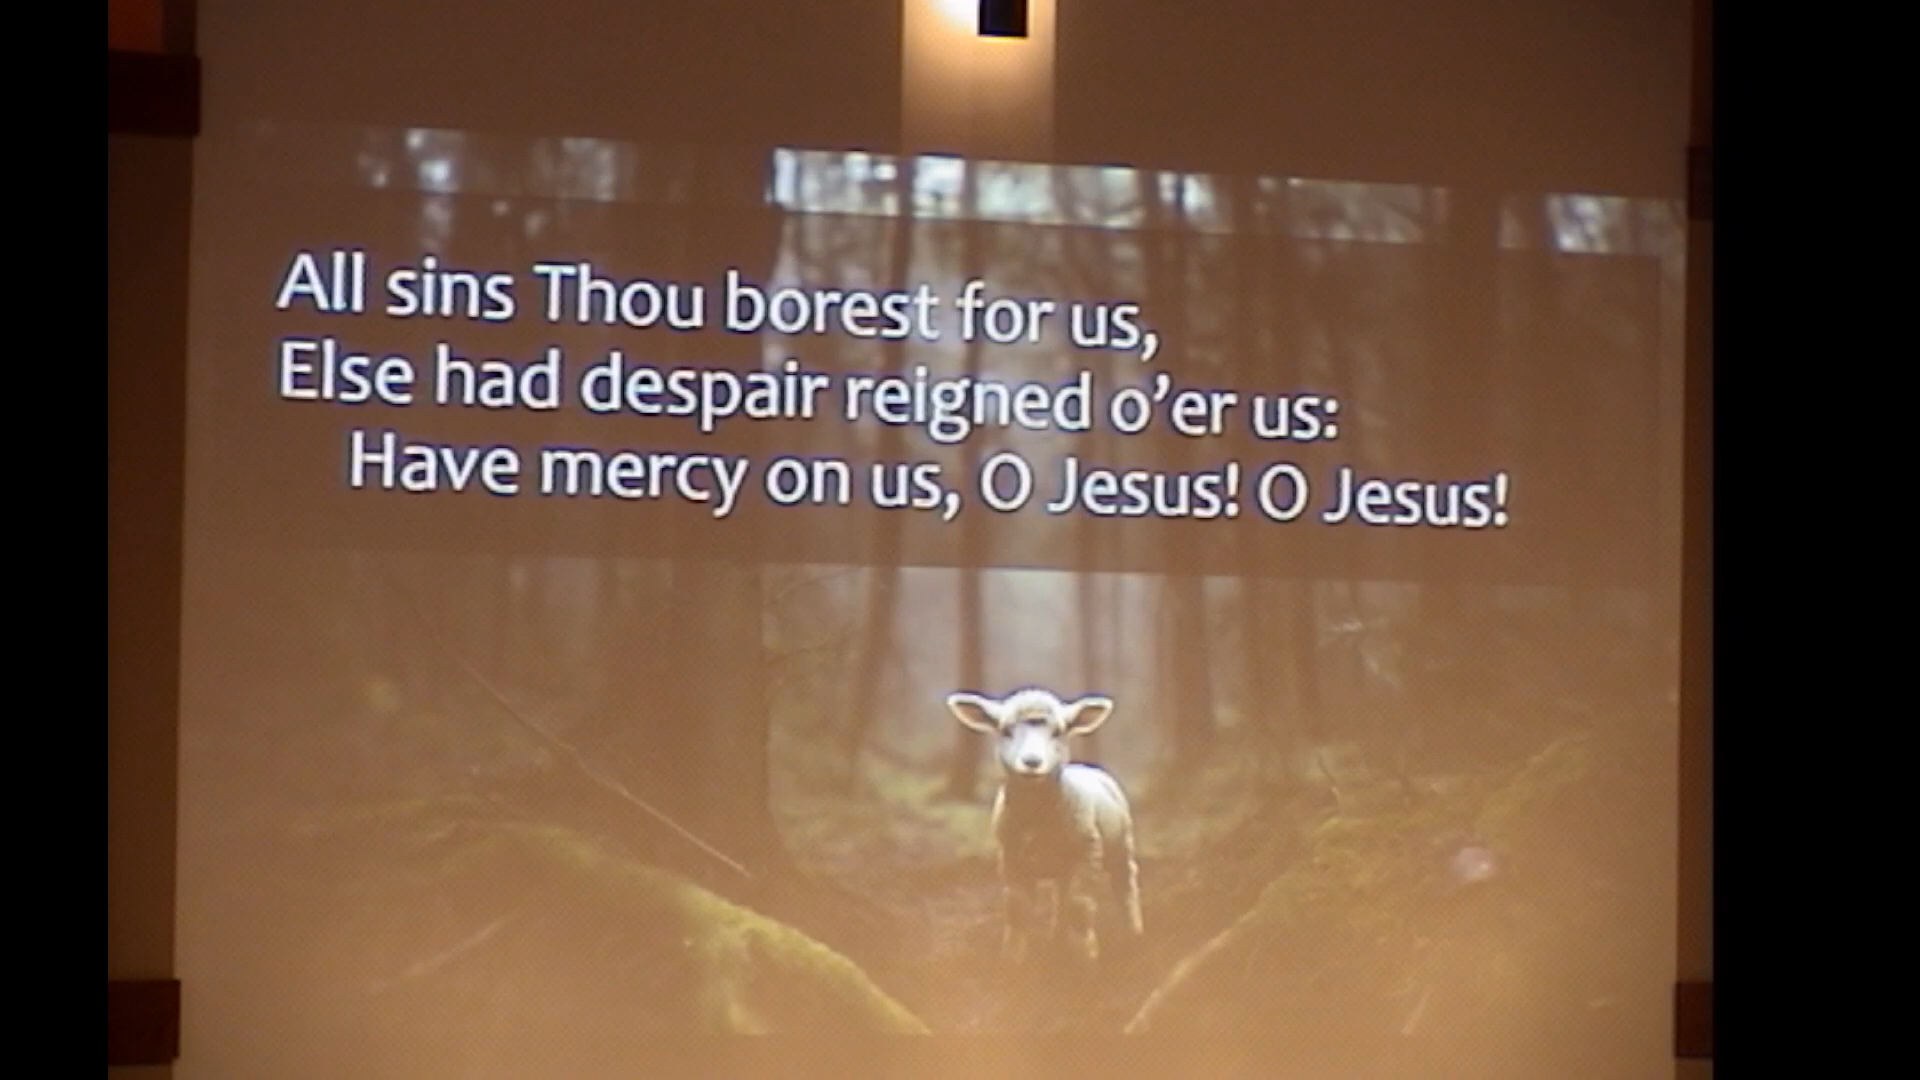 All sins Thou borest for us,
Else had despair reigned o’er us:
Have mercy on us, O Jesus! O Jesus!